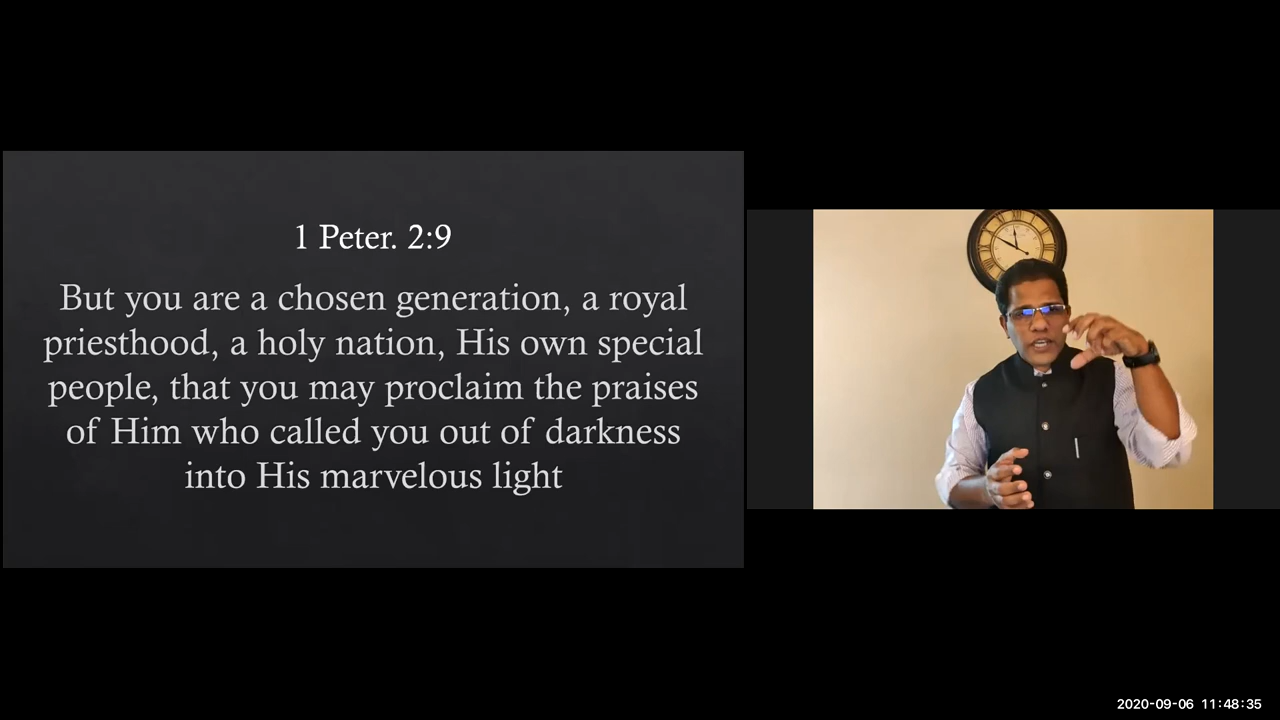 1 Peter. 2:9
But you are a chosen generation, a royal
priesthood, a holy nation, His own special
people, that you may proclaim the praises
of Him who called you out of darkness
into His marvelous light
2020-09-06 11:48:35